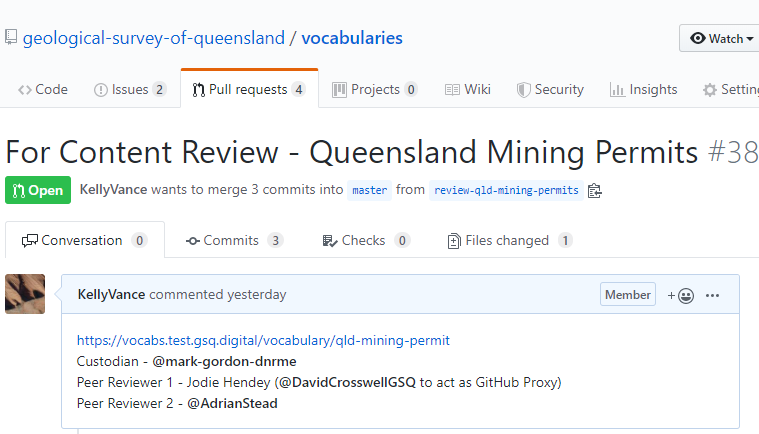 geological-survey-of-queensland / vocabularies
Watch
Code Issues 2 Pull requests 4 Projects 0 Wiki Security Insights Settin
For Content Review - Queensland Mining Permits #38
Open KellyVance wants to merge 3 commits into master from review-qld-mining-permits
Conversation 0 Commits 3 Checks 0 Files changed 1
KellyVance commented yesterday Member
https://vocabs.test.gsq.digital/vocabulary/qld-mining-permit
Custodian - @mark-gordon-dnrme
Peer Reviewer 1 - Jodie Hendey (@DavidCrosswellGSQ to act as GitHub Proxy)
Peer Reviewer 2 - @AdrianStead